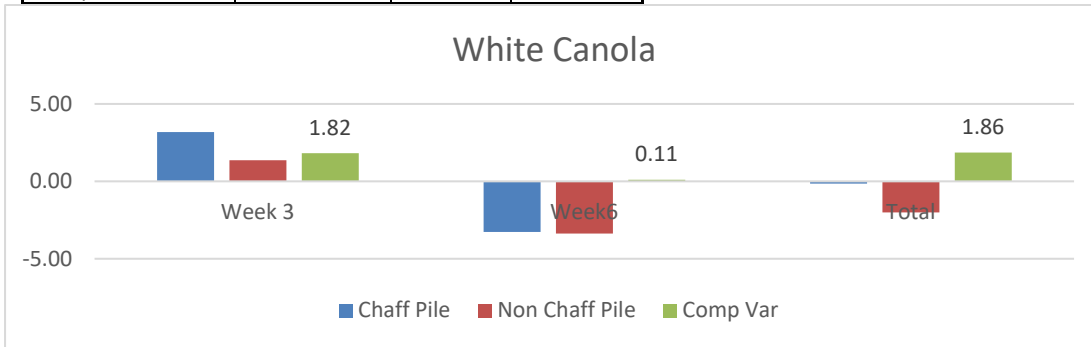 White Canola
5.00
1.82
0.11
1.86
0.00
Week 3
Week6
Total
-5.00
Chaff Pile
Non Chaff Pile
Comp Var